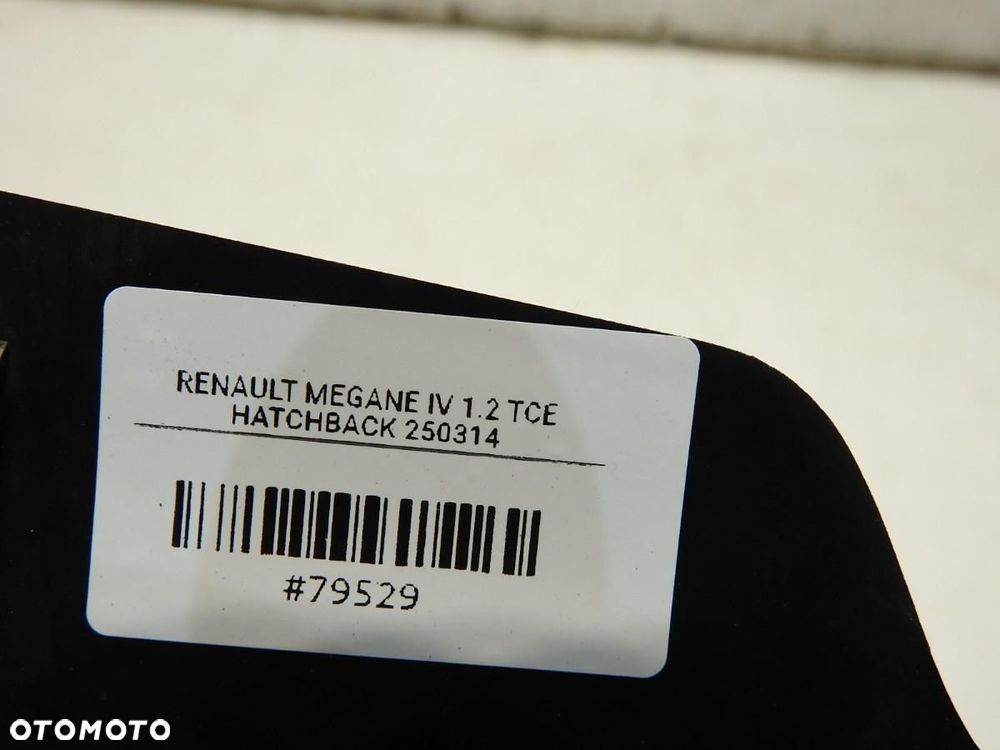 RENAULT MEGANE IV 1.2 TCE
HATCHBACK 250314
#79529
OTOMOTO